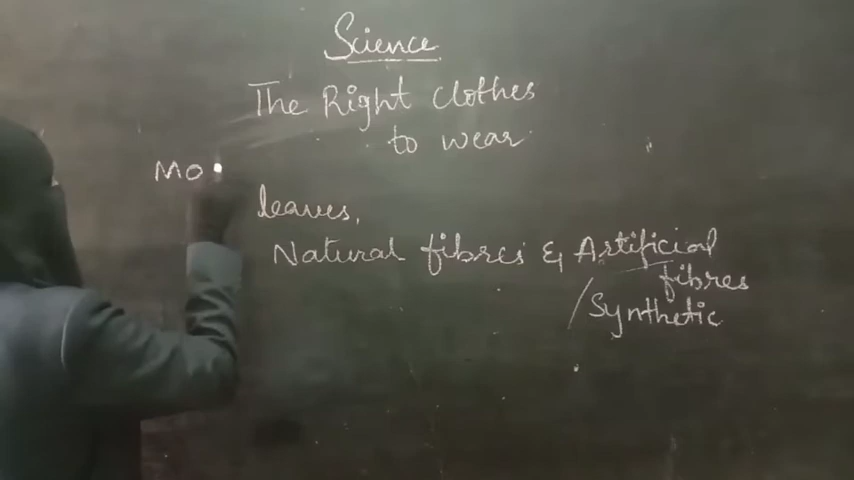 Science
The Right clothes
to wear
MO
leaves,
Natural fibres & Artificial
fibres
/Synthetic